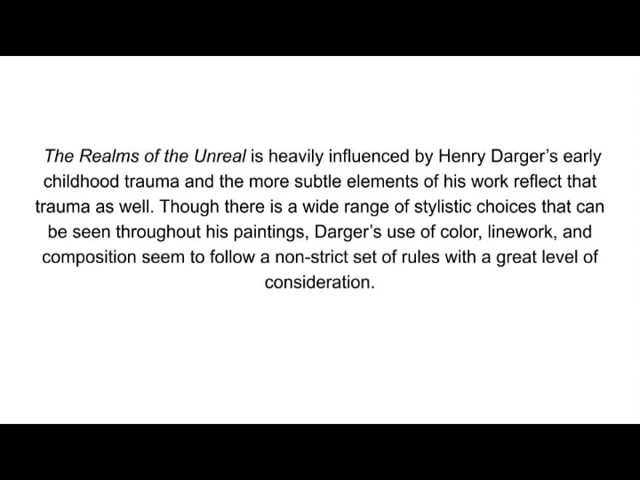 The Realms of the Unreal is heavily influenced by Henry Darger’s early
childhood trauma and the more subtle elements of his work reflect that
trauma as well. Though there is a wide range of stylistic choices that can
be seen throughout his paintings, Darger’s use of color, linework, and
composition seem to follow a non-strict set of rules with a great level of
consideration.